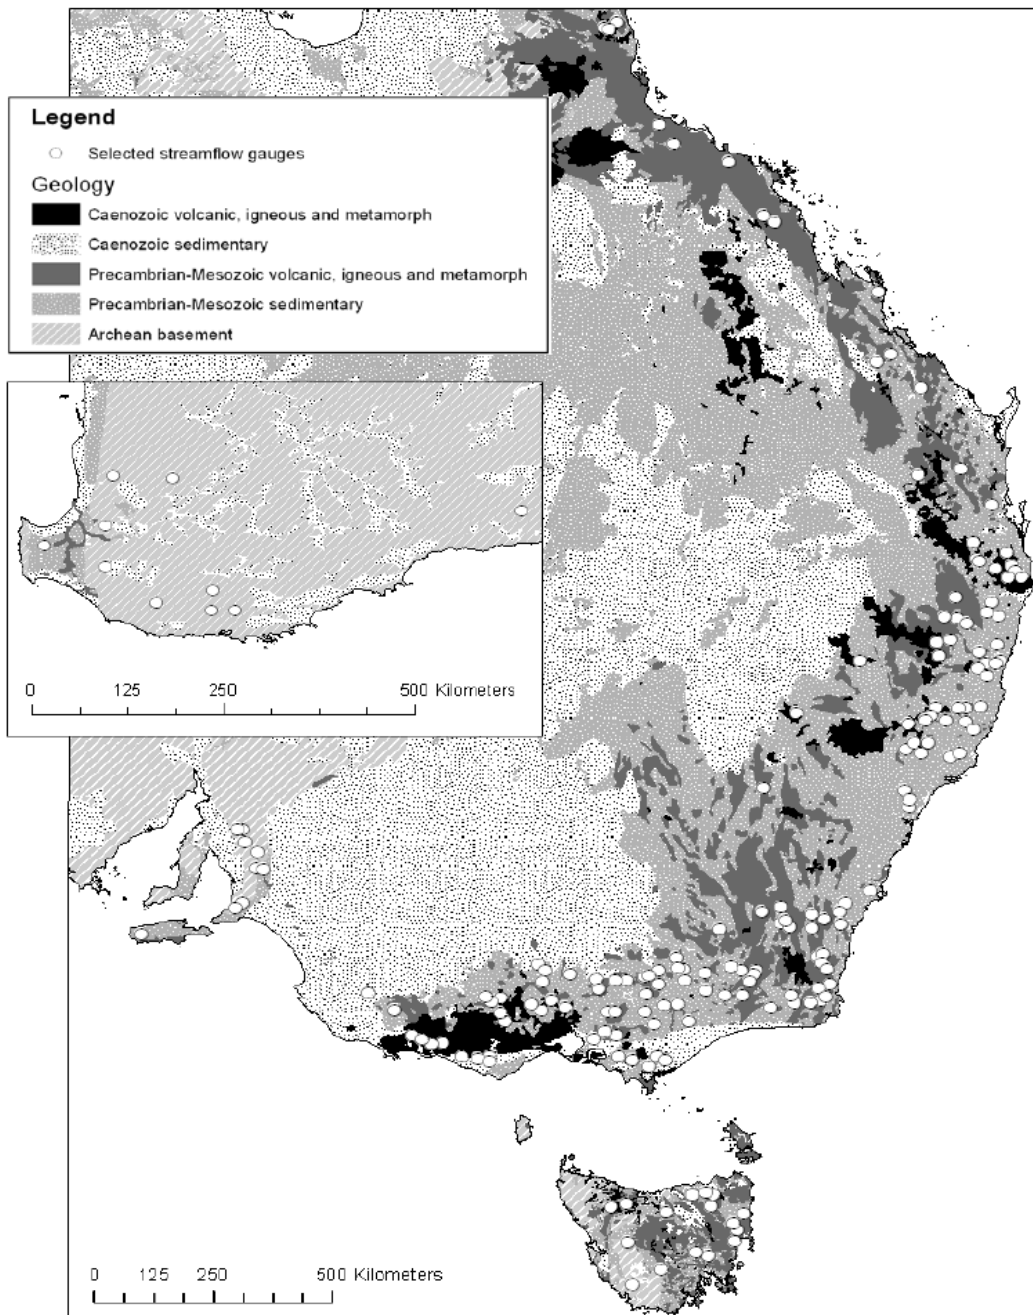 Legend
Selected streamflow gauges
Geology
Caenozoic volcanic, igneous and metamorph
Caenozoic sedimentary
Precambrian-Mesozoic volcanic, igneous and metamorph
Precambrian-Mesozoic sedimentary
Archean basement
0 125 250 500 Kilometers
0 125 250 500 Kilometers